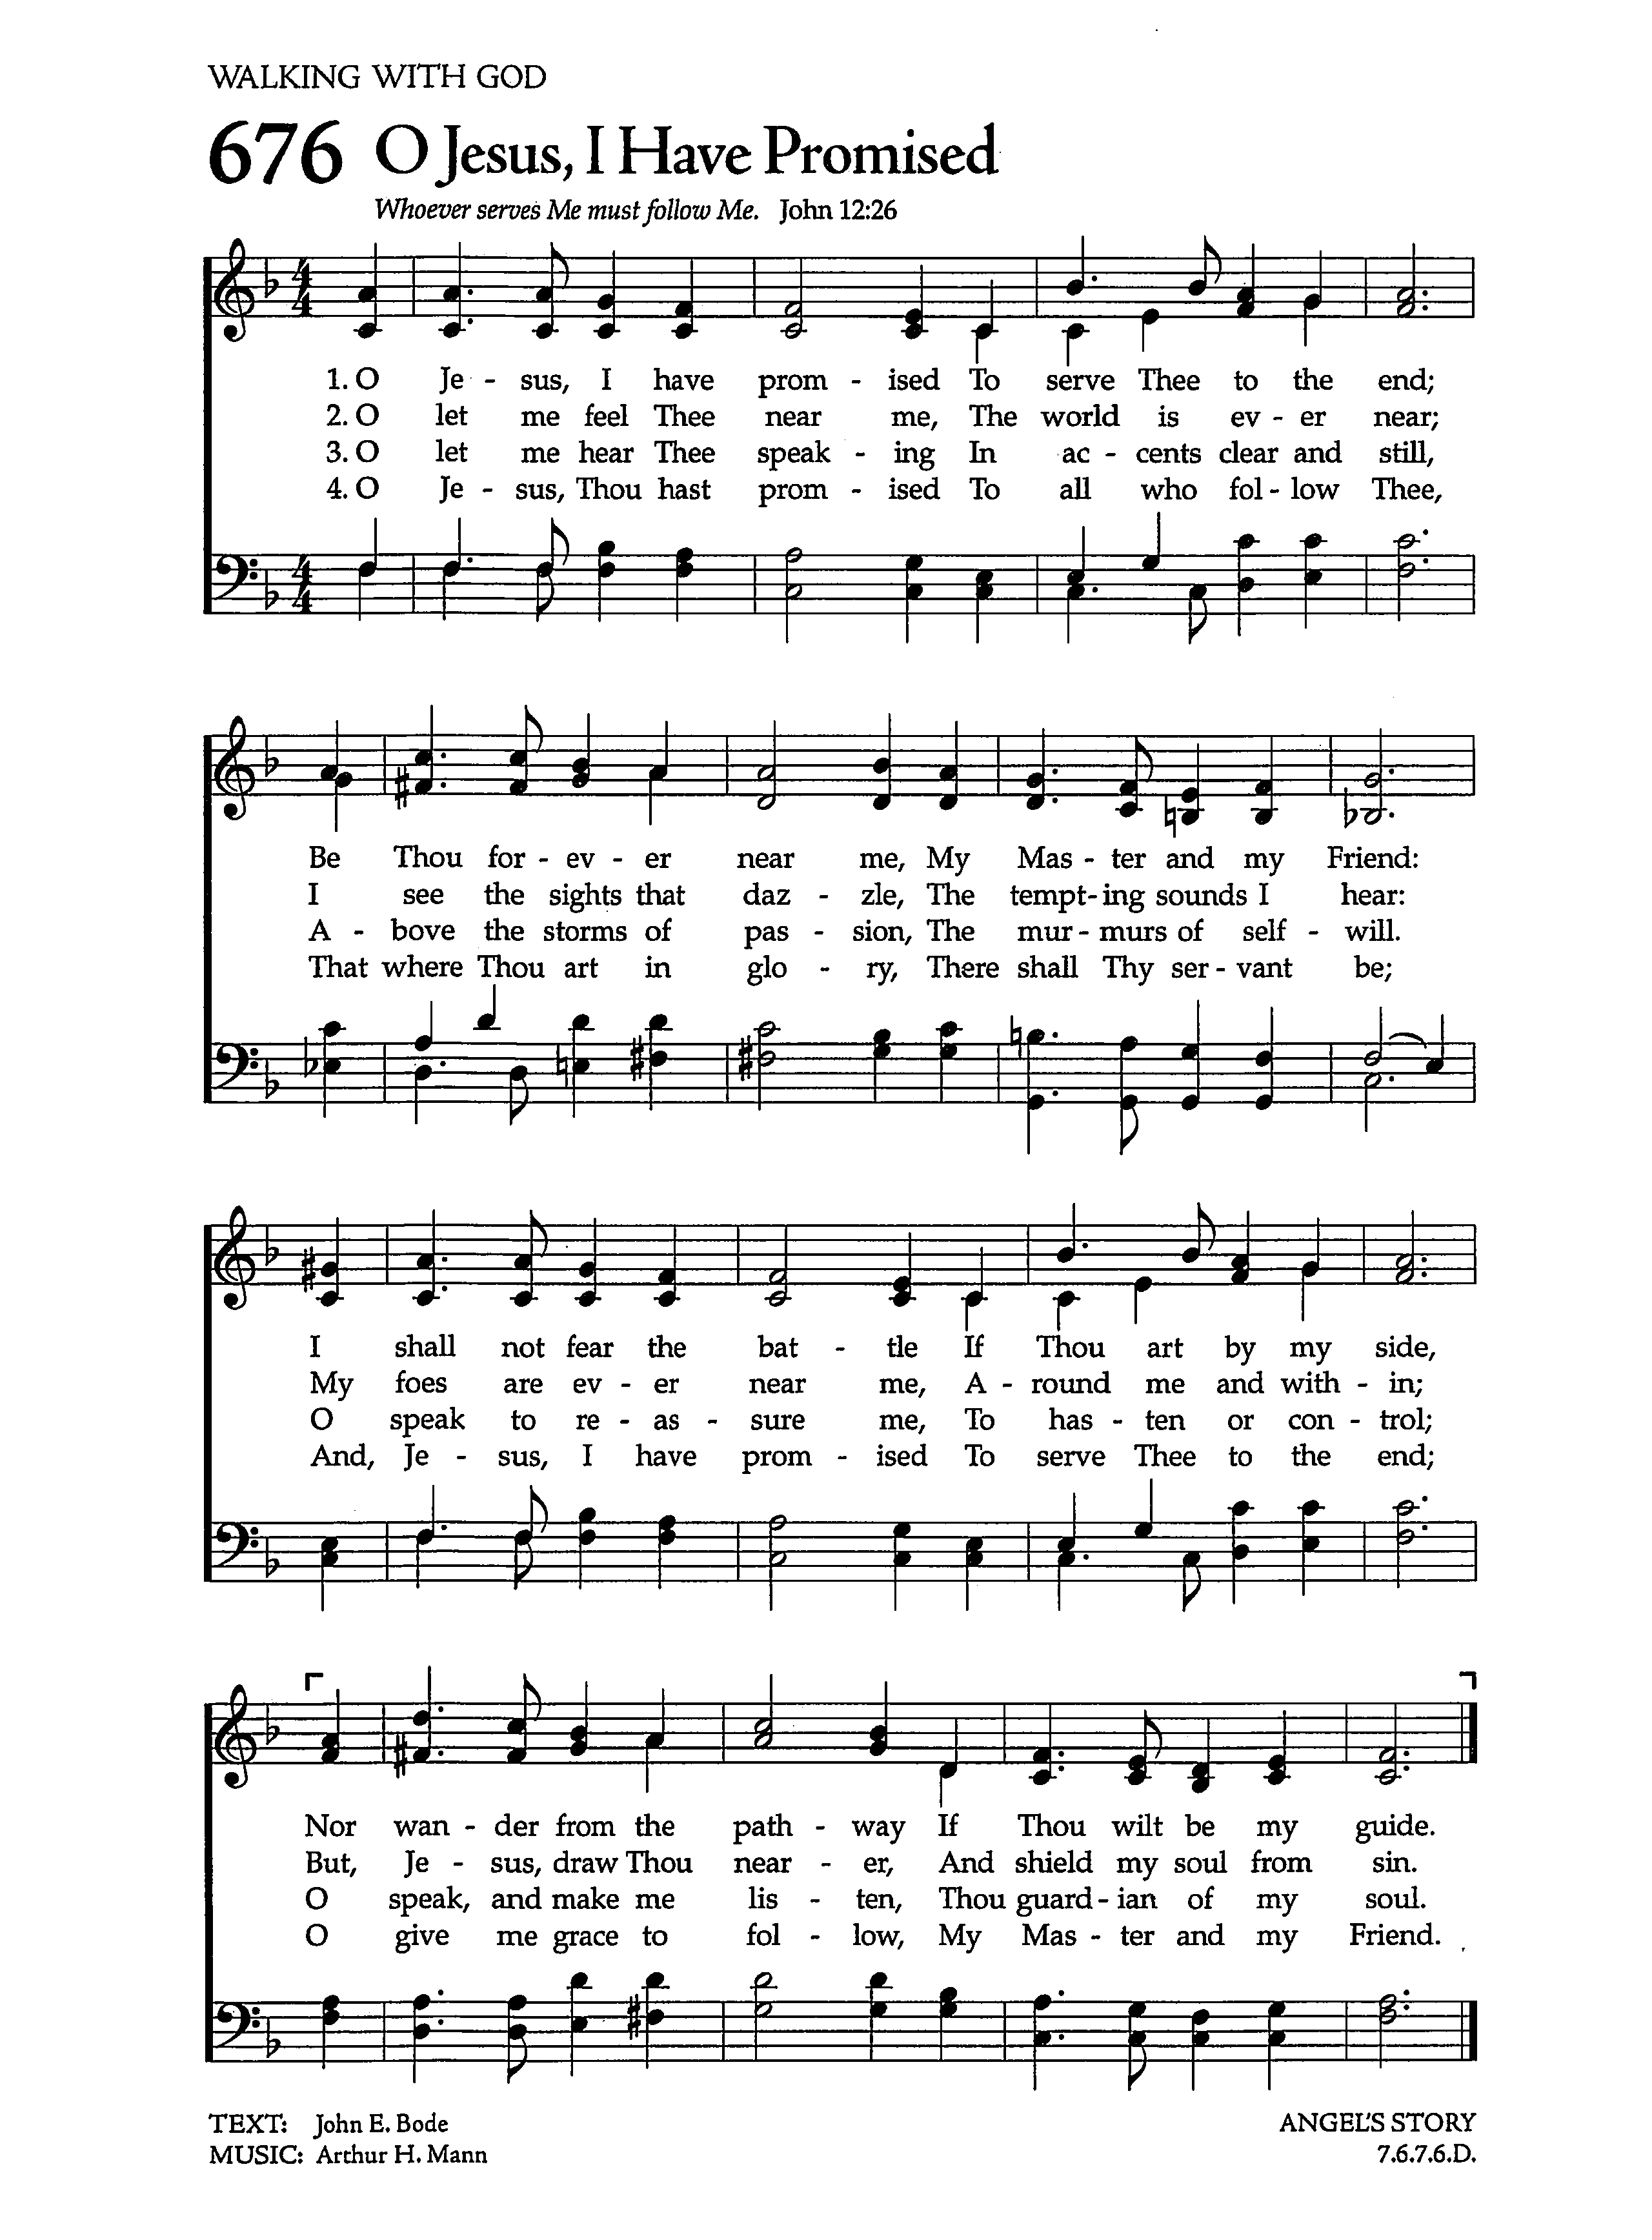 WALKING WITH GOD
676 O Jesus, I Have Promised
Whoever serves Me must follow Me. John 12:26
1. O Je - sus, I have prom - ised To serve Thee to the end;
2. O let me feel Thee near me, The world is ev - er near;
3. O let me hear Thee speak - ing In ac - cents clear and still,
4. O Je - sus, Thou hast prom - ised To all who fol - low Thee,
Be Thou for - ev - er near me, My Mas - ter and my Friend:
I see the sights that daz - zle, The tempt - ing sounds I hear:
A - bove the storms of pas - sion, The mur - murs of self - will.
That where Thou art in glo - ry, There shall Thy ser - vant be;
I shall not fear the bat - tle If Thou art by my side,
My foes are ev - er near me, A - round me and with - in;
O speak to re - as - sure me, To has - ten or con - trol;
And, Je - sus, I have prom - ised To serve Thee to the end;
Nor wan - der from the path - way If Thou wilt be my guide.
But, Je - sus, draw Thou near - er, And shield my soul from sin.
O speak, and make me lis - ten, Thou guard - ian of my soul.
O give me grace to fol - low, My Mas - ter and my Friend.
TEXT: John E. Bode
MUSIC: Arthur H. Mann
ANGEL'S STORY
7.6.7.6.D.